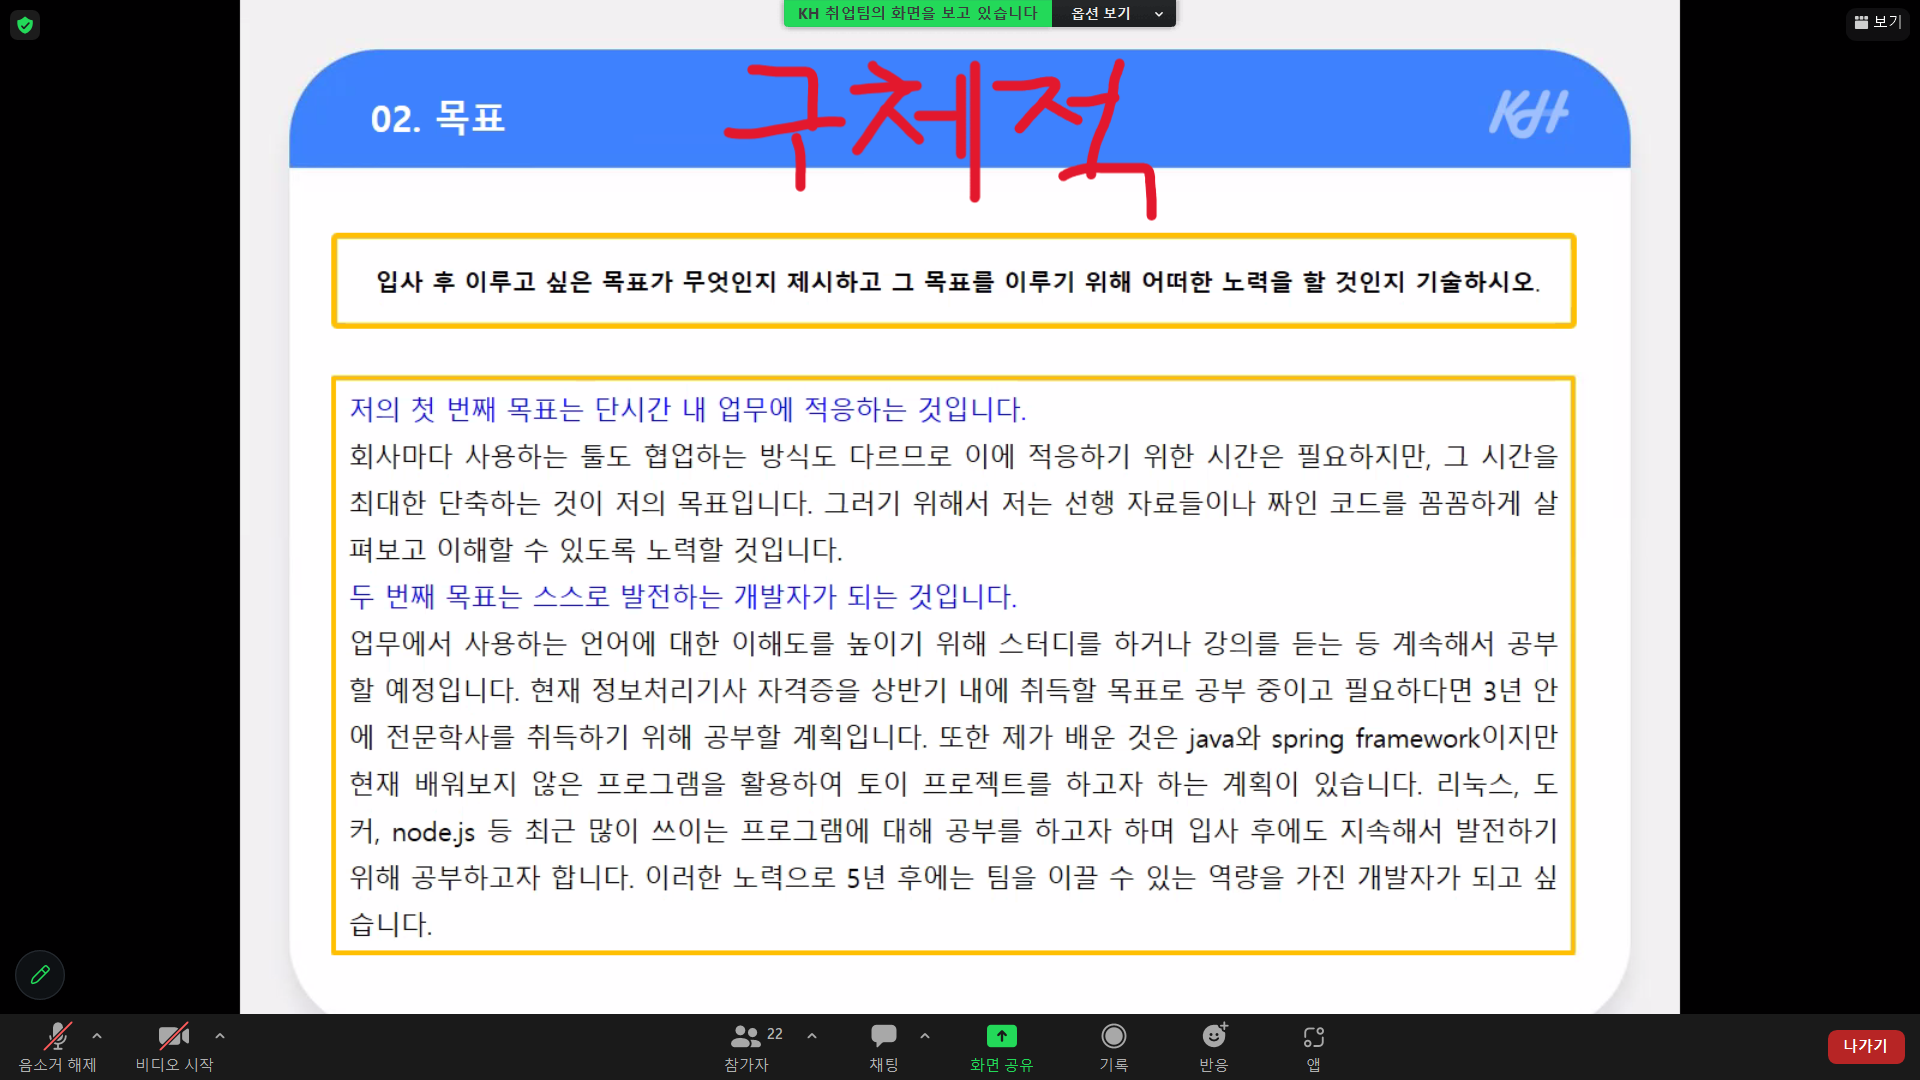 KH 취업팀의 화면을 보고 있습니다 옵션 보기
보기
02. 목표 구체적 KH
입사 후 이루고 싶은 목표가 무엇인지 제시하고 그 목표를 이루기 위해 어떠한 노력을 할 것인지 기술하시오.
저의 첫 번째 목표는 단시간 내 업무에 적응하는 것입니다.
회사마다 사용하는 툴도 협업하는 방식도 다르므로 이에 적응하기 위한 시간은 필요하지만, 그 시간을
최대한 단축하는 것이 저의 목표입니다. 그러기 위해서 저는 선행 자료들이나 짜인 코드를 꼼꼼하게 살
펴보고 이해할 수 있도록 노력할 것입니다.
두 번째 목표는 스스로 발전하는 개발자가 되는 것입니다.
업무에서 사용하는 언어에 대한 이해도를 높이기 위해 스터디를 하거나 강의를 듣는 등 계속해서 공부
할 예정입니다. 현재 정보처리기사 자격증을 상반기 내에 취득할 목표로 공부 중이고 필요하다면 3년 안
에 전문학사를 취득하기 위해 공부할 계획입니다. 또한 제가 배운 것은 java와 spring framework이지만
현재 배워보지 않은 프로그램을 활용하여 토이 프로젝트를 하고자 하는 계획이 있습니다. 리눅스, 도
커, node.js 등 최근 많이 쓰이는 프로그램에 대해 공부를 하고자 하며 입사 후에도 지속해서 발전하기
위해 공부하고자 합니다. 이러한 노력으로 5년 후에는 팀을 이끌 수 있는 역량을 가진 개발자가 되고 싶
습니다.
22
음소거 해제 비디오 시작 참가자 채팅 화면 공유 기록 반응 앱 나가기